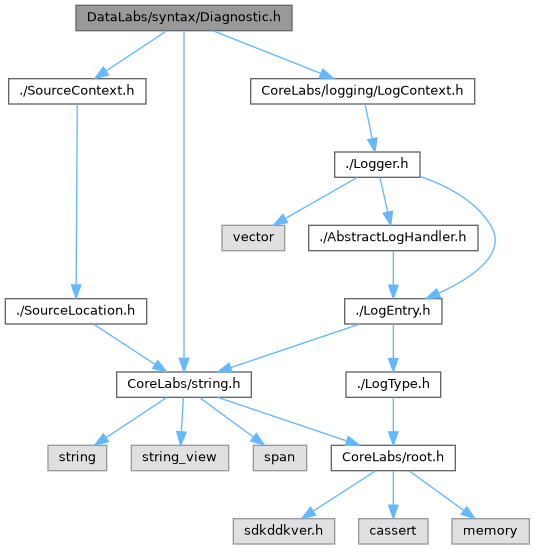 DataLabs/syntax/Diagnostic.h
./SourceContext.h
CoreLabs/logging/LogContext.h
./Logger.h
vector
./AbstractLogHandler.h
./SourceLocation.h
./LogEntry.h
CoreLabs/string.h
./LogType.h
string
string_view
span
CoreLabs/root.h
sdkddkver.h
cassert
memory